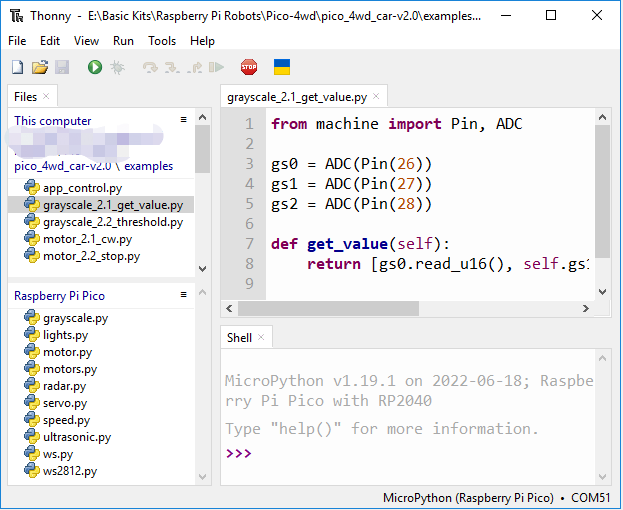 Thonny - E:\Basic Kits\Raspberry Pi Robots\Pico-4wd\pico_4wd_car-v2.0\examples...
File Edit View Run Tools Help
STOP
Files
This computer
pico_4wd_car-v2.0 \ examples
app_control.py
grayscale_2.1_get_value.py
grayscale_2.2_threshold.py
motor_2.1_cw.py
motor_2.2_stop.py
Raspberry Pi Pico
grayscale.py
lights.py
motor.py
motors.py
radar.py
servo.py
speed.py
ultrasonic.py
ws.py
ws2812.py
grayscale_2.1_get_value.py
1 from machine import Pin, ADC
2
3 gs0 = ADC(Pin(26))
4 gs1 = ADC(Pin(27))
5 gs2 = ADC(Pin(28))
6
7 def get_value(self):
8 return [gs0.read_u16(), self.gs1
9
Shell
MicroPython v1.19.1 on 2022-06-18; Raspbe
rry Pi Pico with RP2040
Type "help()" for more information.
>>>
MicroPython (Raspberry Pi Pico) • COM51